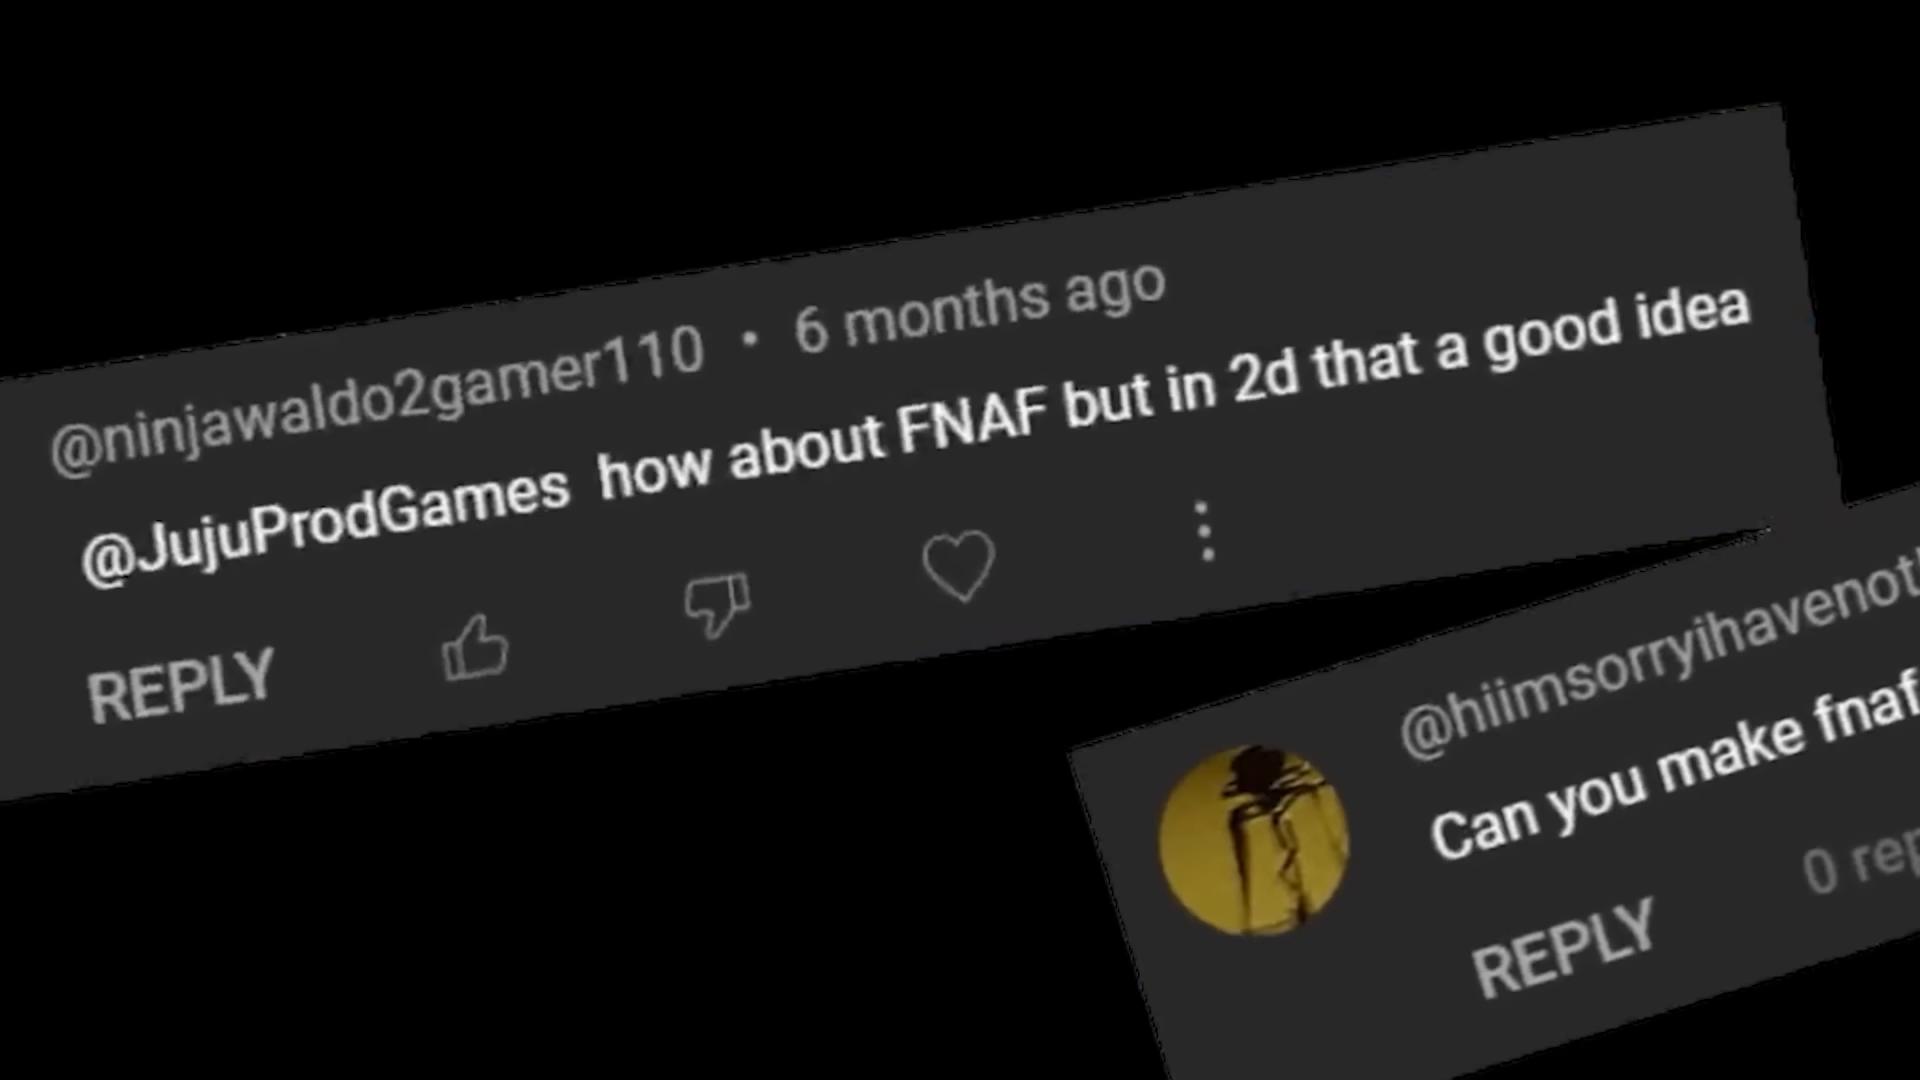 @ninjawaldo2gamer110 • 6 months ago
@JujuProdGames how about FNAF but in 2d that a good idea
REPLY
@hiimsorryihavenot
Can you make fnaf
0 rep
REPLY